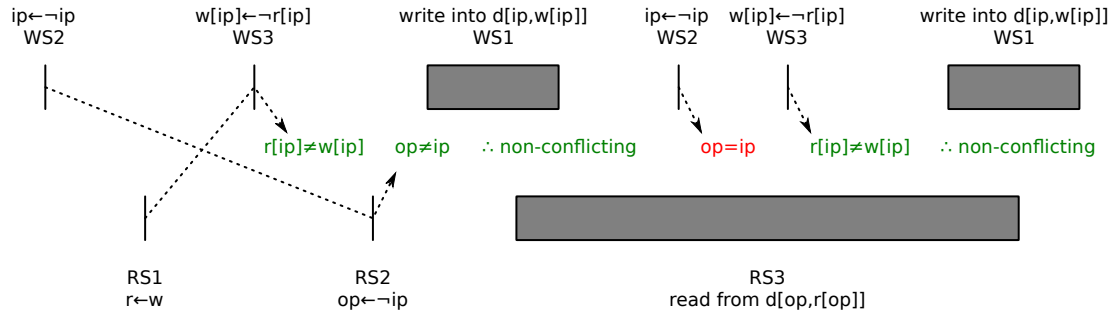 ip←¬ip
WS2
w[ip]←¬r[ip]
WS3
write into d[ip,w[ip]]
WS1
ip←¬ip
WS2
w[ip]←¬r[ip]
WS3
write into d[ip,w[ip]]
WS1
r[ip]≠w[ip]
op≠ip
∴ non-conflicting
op=ip
r[ip]≠w[ip]
∴ non-conflicting
RS1
r←w
RS2
op←¬ip
RS3
read from d[op,r[op]]